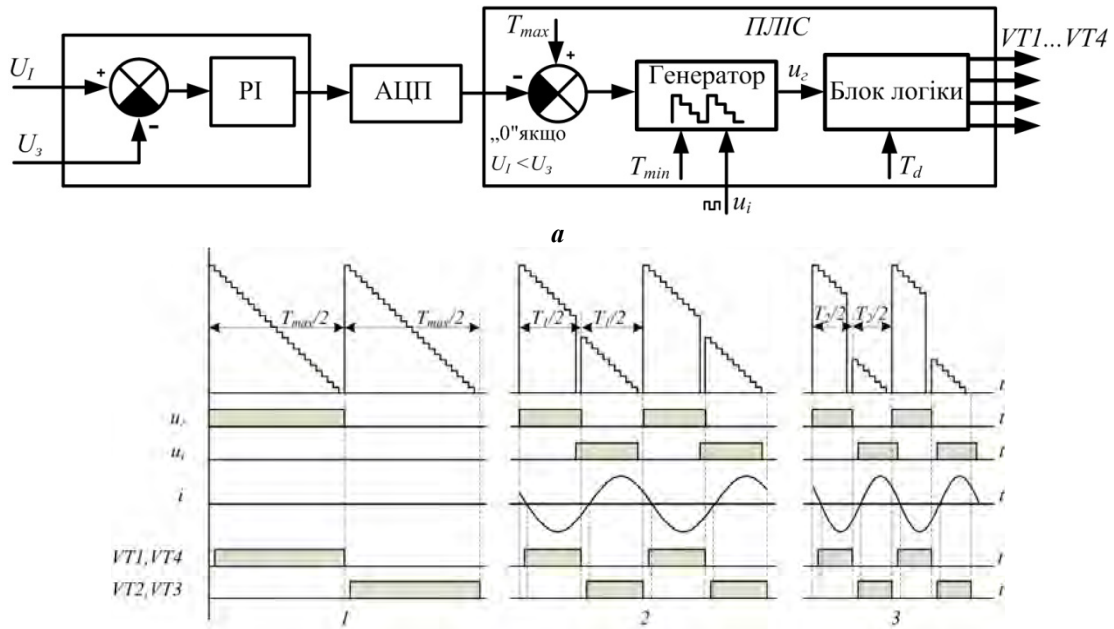 ПЛІС
T_max
VT1...VT4
U_I
+
-
PI
АЦП
-
+
Генератор
u_г
Блок логіки
U_з
„0"якщо
U_I <U_з
T_min
u_i
T_d
а
T_max/2
T_max/2
T_1/2
T_1/2
T_2/2
T_2/2
t
u_г
t
u_i
t
i
t
VT1,VT4
t
VT2,VT3
t
1
2
3